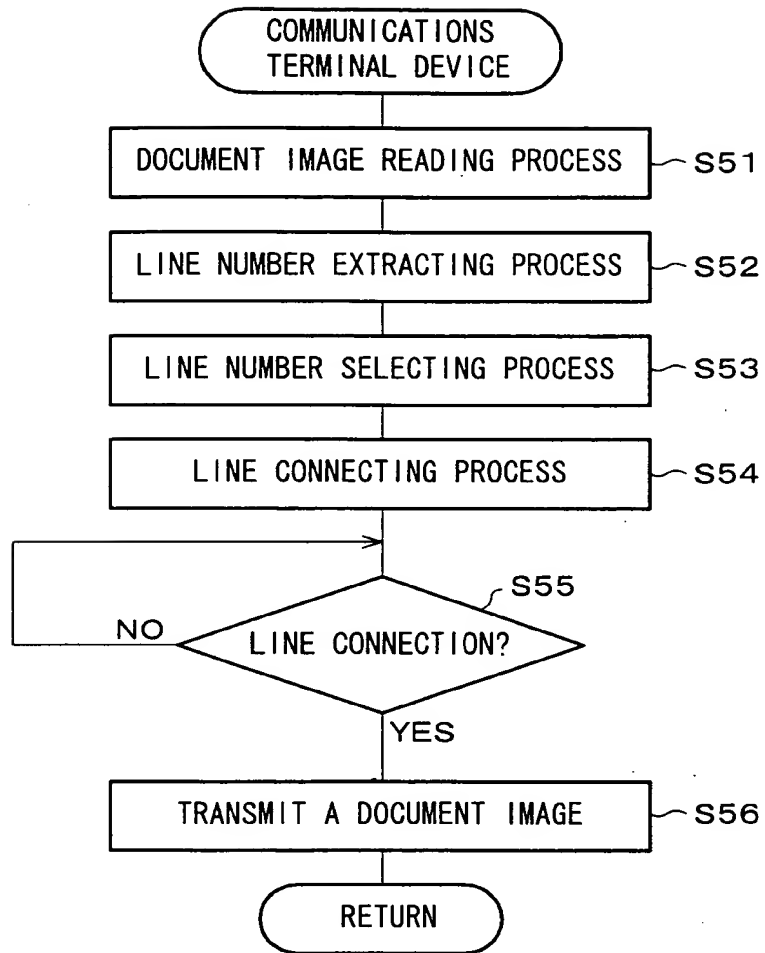 COMMUNICATIONS
TERMINAL DEVICE
DOCUMENT IMAGE READING PROCESS
S51
LINE NUMBER EXTRACTING PROCESS
S52
LINE NUMBER SELECTING PROCESS
S53
LINE CONNECTING PROCESS
S54
S55
NO
LINE CONNECTION?
YES
TRANSMIT A DOCUMENT IMAGE
S56
RETURN